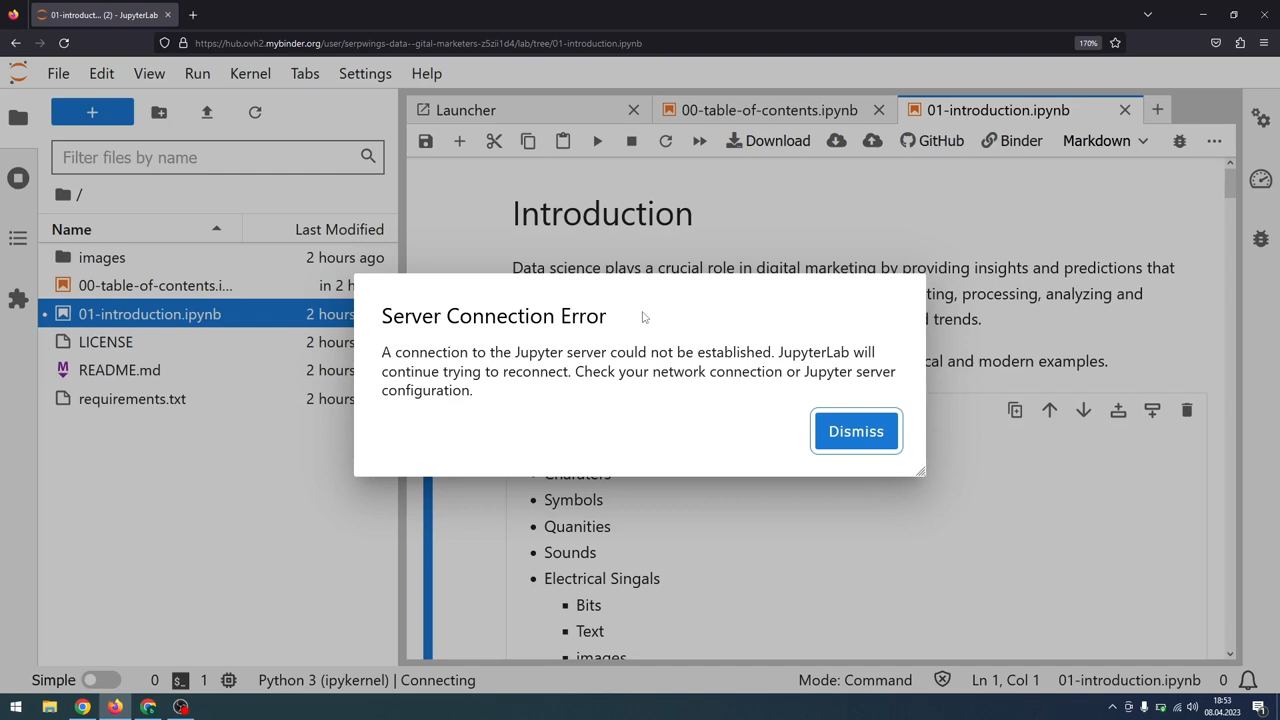 01-introduct... (2) - JupyterLab
https://hub.ovh2.mybinder.org/user/serpwings-data--gital-marketers-z5zii1d4/lab/tree/01-introduction.ipynb
170%
File Edit View Run Kernel Tabs Settings Help
Launcher
00-table-of-contents.ipynb
01-introduction.ipynb
Download
GitHub
Binder
Markdown
Filter files by name
/
Name
Last Modified
images 2 hours ago
00-table-of-contents.i... in 2 h
01-introduction.ipynb 2 hours
LICENSE 2 hours
README.md 2 hours
requirements.txt 2 hours
Introduction
Data science plays a crucial role in digital marketing by providing insights and predictions that
ting, processing, analyzing and
d trends.
cal and modern examples.
Server Connection Error
A connection to the Jupyter server could not be established. JupyterLab will
continue trying to reconnect. Check your network connection or Jupyter server
configuration.
Dismiss
Charaters
Symbols
Quanities
Sounds
Electrical Singals
Bits
Text
images
Simple 0 $_ 1 Python 3 (ipykernel) | Connecting
Mode: Command Ln 1, Col 1 01-introduction.ipynb 0
18:53
08.04.2023
1